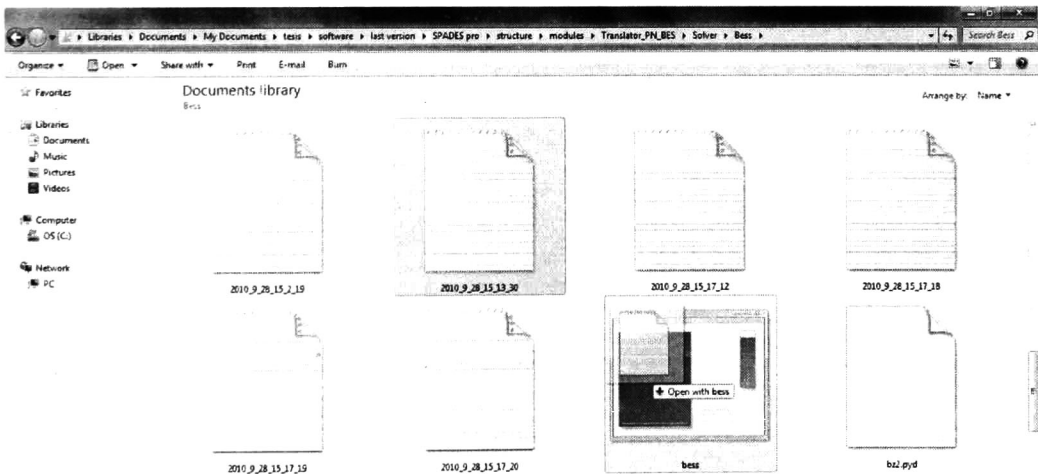 Libraries ▸ Documents ▸ My Documents ▸ tesis ▸ software ▸ last version ▸ SPADES pro ▸ structure ▸ modules ▸ Translator_PN_BES ▸ Solver ▸ Bess ▸ Search Bess
Organize Open Share with Print E-mail Burn
Favorites
Libraries
Documents
Music
Pictures
Videos
Computer
OS (C:)
Network
PC
Documents library
Bess
Arrange by: Name
2010_9_28_15_2_19 2010_9_28_15_13_30 2010_9_28_15_17_12 2010_9_28_15_17_18
+ Open with bess
2010_9_28_15_17_19 2010_9_28_15_17_20 bess bz2.pyd